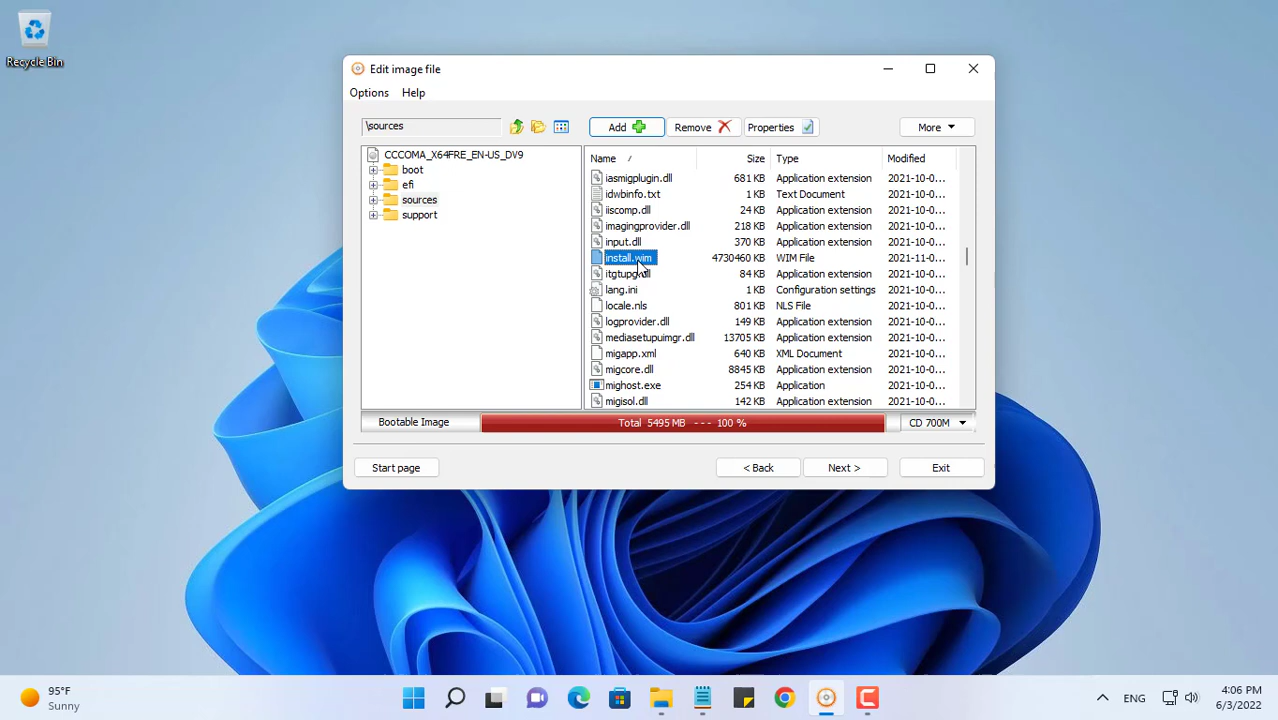 Recycle Bin
Edit image file
Options Help
\sources
Add Remove Properties More
CCCOMA_X64FRE_EN-US_DV9
boot
efi
sources
support
Name / Size Type Modified
iasmigplugin.dll 681 KB Application extension 2021-10-0...
idwbinfo.txt 1 KB Text Document 2021-10-0...
iiscomp.dll 24 KB Application extension 2021-10-0...
imagingprovider.dll 218 KB Application extension 2021-10-0...
input.dll 370 KB Application extension 2021-10-0...
install.wim 4730460 KB WIM File 2021-11-0...
84 KB Application extension 2021-10-0...
lang.ini 1 KB Configuration settings 2021-10-0...
locale.nls 801 KB NLS File 2021-10-0...
logprovider.dll 149 KB Application extension 2021-10-0...
mediasetupuimgr.dll 13705 KB Application extension 2021-10-0...
migapp.xml 640 KB XML Document 2021-10-0...
migcore.dll 8845 KB Application extension 2021-10-0...
mighost.exe 254 KB Application 2021-10-0...
migisol.dll 142 KB Application extension 2021-10-0...
Bootable Image Total 5495 MB --- 100 % CD 700M
Start page < Back Next > Exit
95°F
Sunny
ENG
4:06 PM
6/3/2022